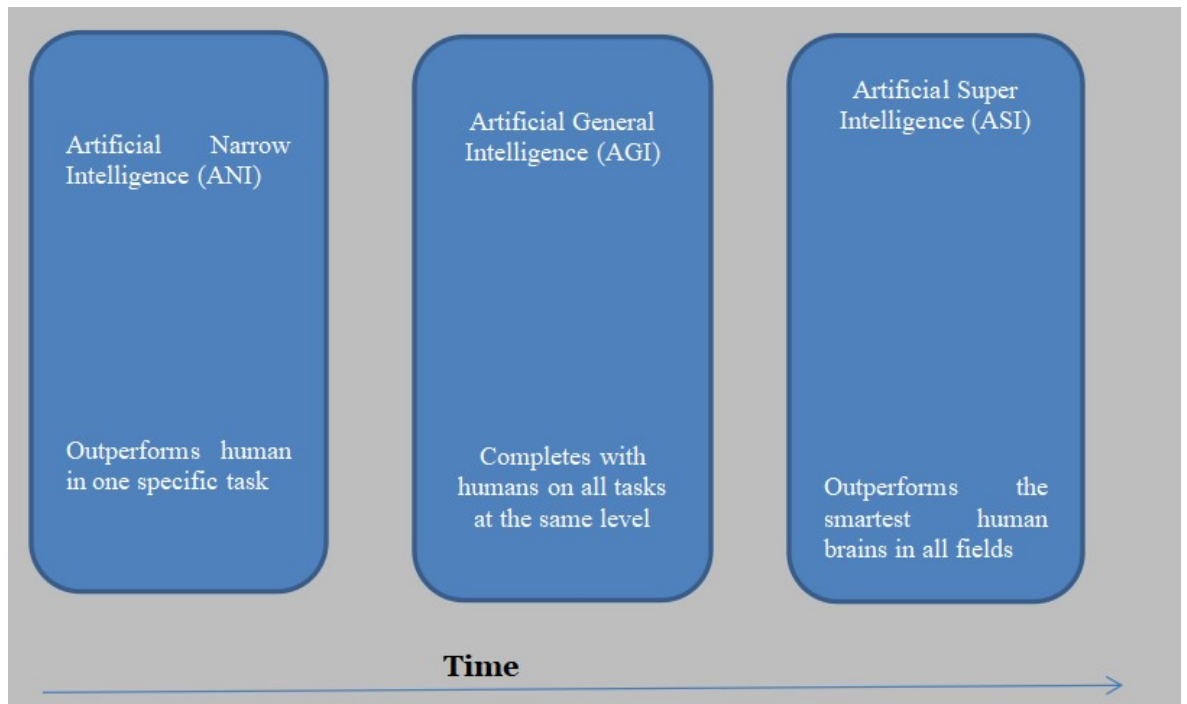 Artificial Narrow
Intelligence (ANI)
Outperforms human
in one specific task
Artificial General
Intelligence (AGI)
Completes with
humans on all tasks
at the same level
Artificial Super
Intelligence (ASI)
Outperforms the
smartest human
brains in all fields
Time